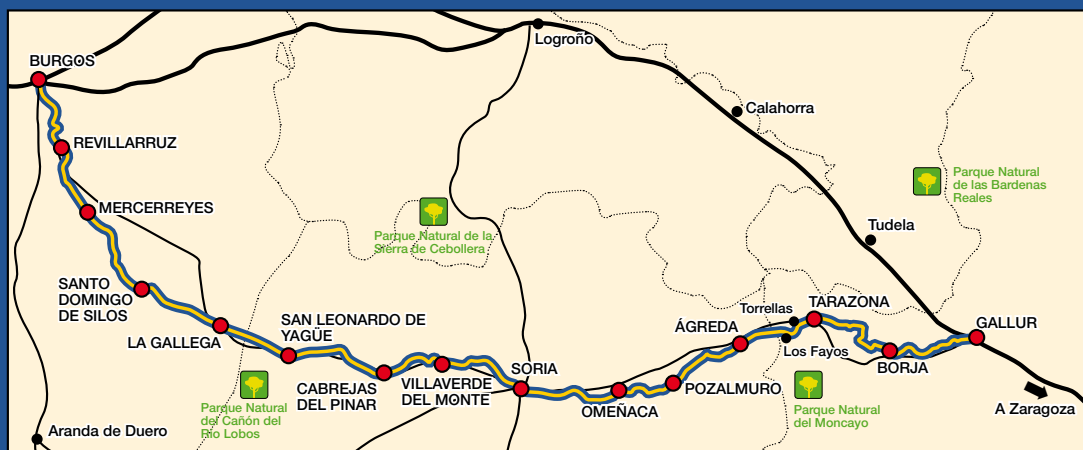 Logroño
BURGOS
Calahorra
REVILLARRUZ
Parque Natural
de las Bardenas
Reales
MERCERREYES
Tudela
Parque Natural de la
Sierra de Cebollera
SANTO
DOMINGO
DE SILOS
TARAZONA
Torrellas
SAN LEONARDO DE
YAGÜE
GALLUR
ÁGREDA
LA GALLEGA
Los Fayos
BORJA
SORIA
CABREJAS
DEL PINAR
VILLAVERDE
DEL MONTE
POZALMURO
OMEÑACA
Parque Natural
del Cañón del
Río Lobos
Parque Natural
del Moncayo
A Zaragoza
Aranda de Duero